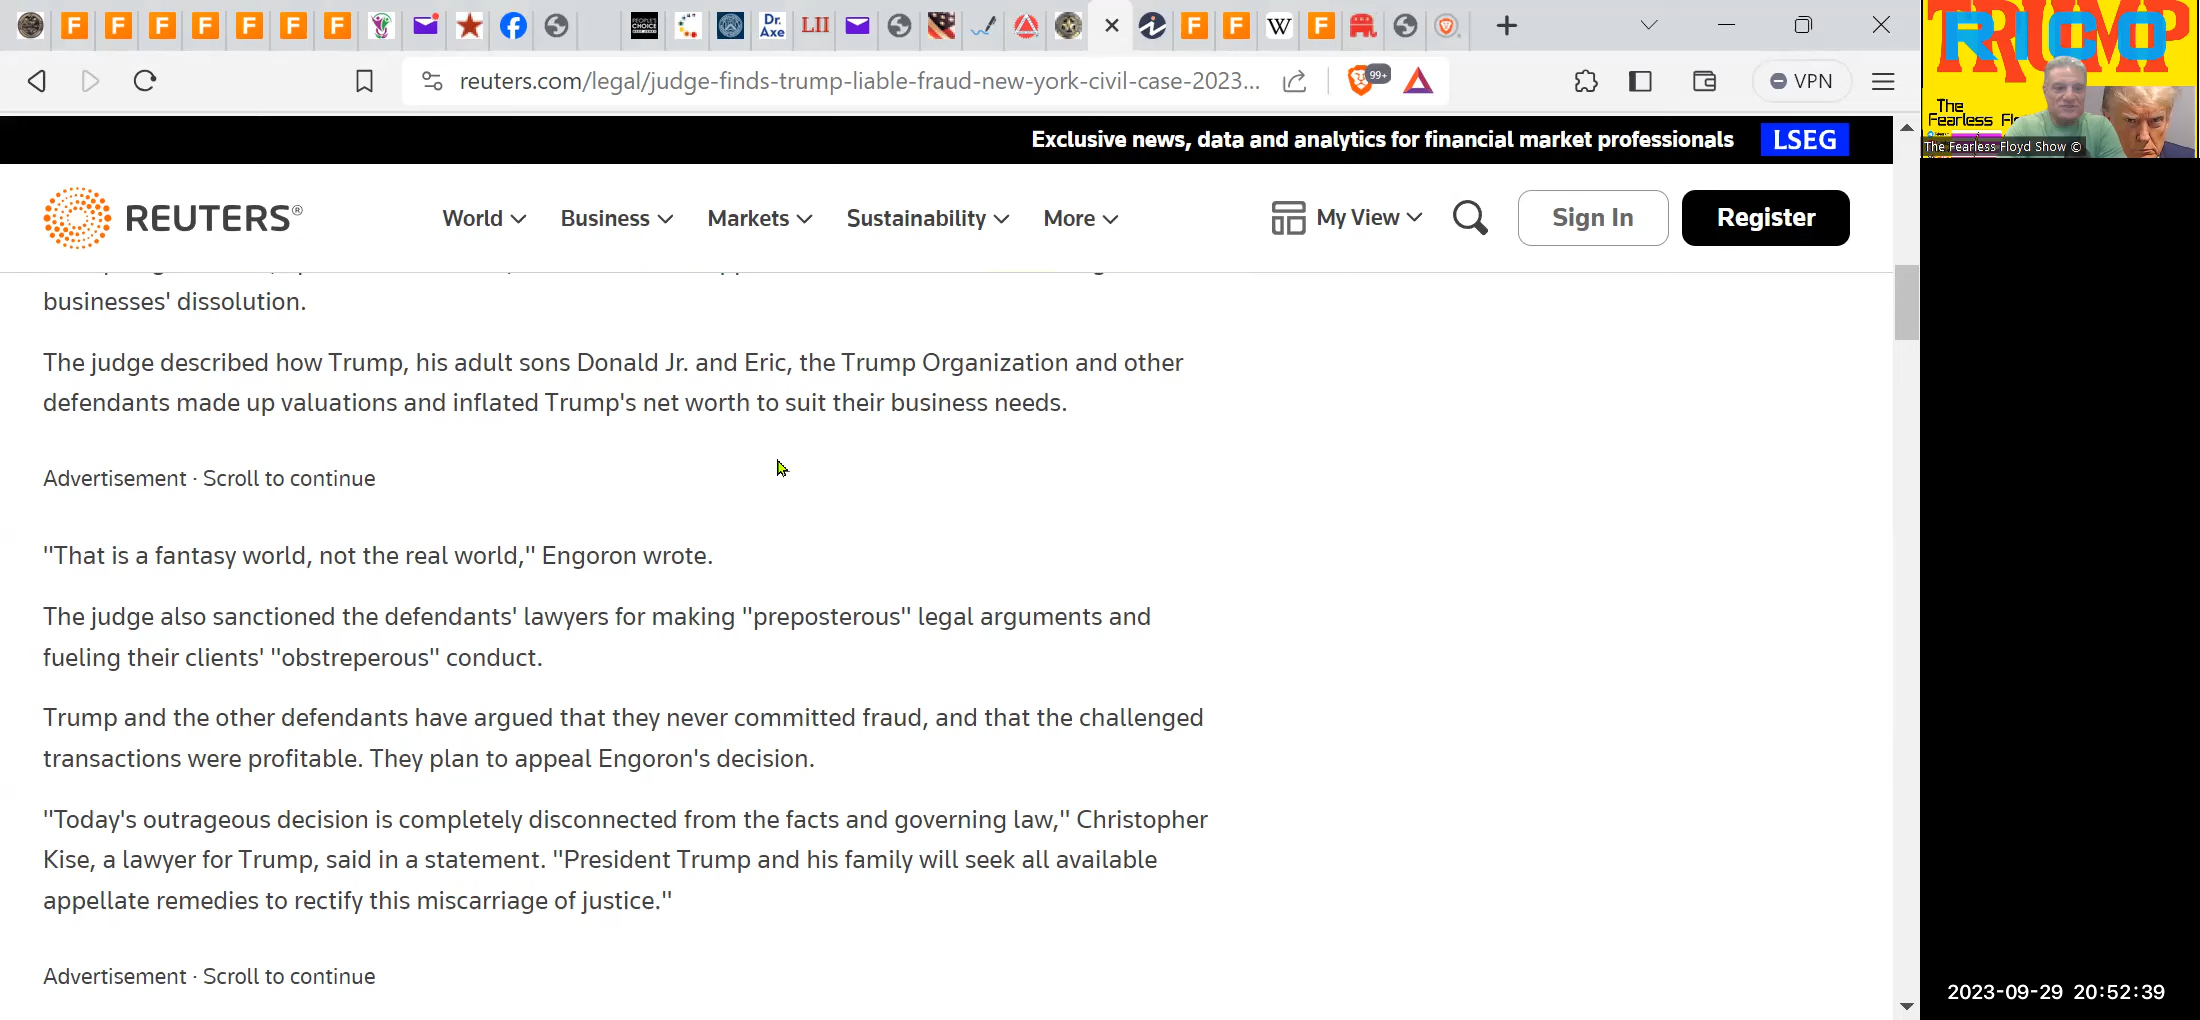 F F F F F F F Dr. Axe LII F F W F
PEOPLE'S CHOICE
reuters.com/legal/judge-finds-trump-liable-fraud-new-york-civil-case-2023... 99+ VPN
Exclusive news, data and analytics for financial market professionals LSEG
REUTERS® World Business Markets Sustainability More My View Sign In Register
businesses' dissolution.
The judge described how Trump, his adult sons Donald Jr. and Eric, the Trump Organization and other
defendants made up valuations and inflated Trump's net worth to suit their business needs.
Advertisement · Scroll to continue
"That is a fantasy world, not the real world," Engoron wrote.
The judge also sanctioned the defendants' lawyers for making "preposterous" legal arguments and
fueling their clients' "obstreperous" conduct.
Trump and the other defendants have argued that they never committed fraud, and that the challenged
transactions were profitable. They plan to appeal Engoron's decision.
"Today's outrageous decision is completely disconnected from the facts and governing law," Christopher
Kise, a lawyer for Trump, said in a statement. "President Trump and his family will seek all available
appellate remedies to rectify this miscarriage of justice."
Advertisement · Scroll to continue
TRUMP
RICO
The
Fearless
The Fearless Floyd Show ©
2023-09-29 20:52:39